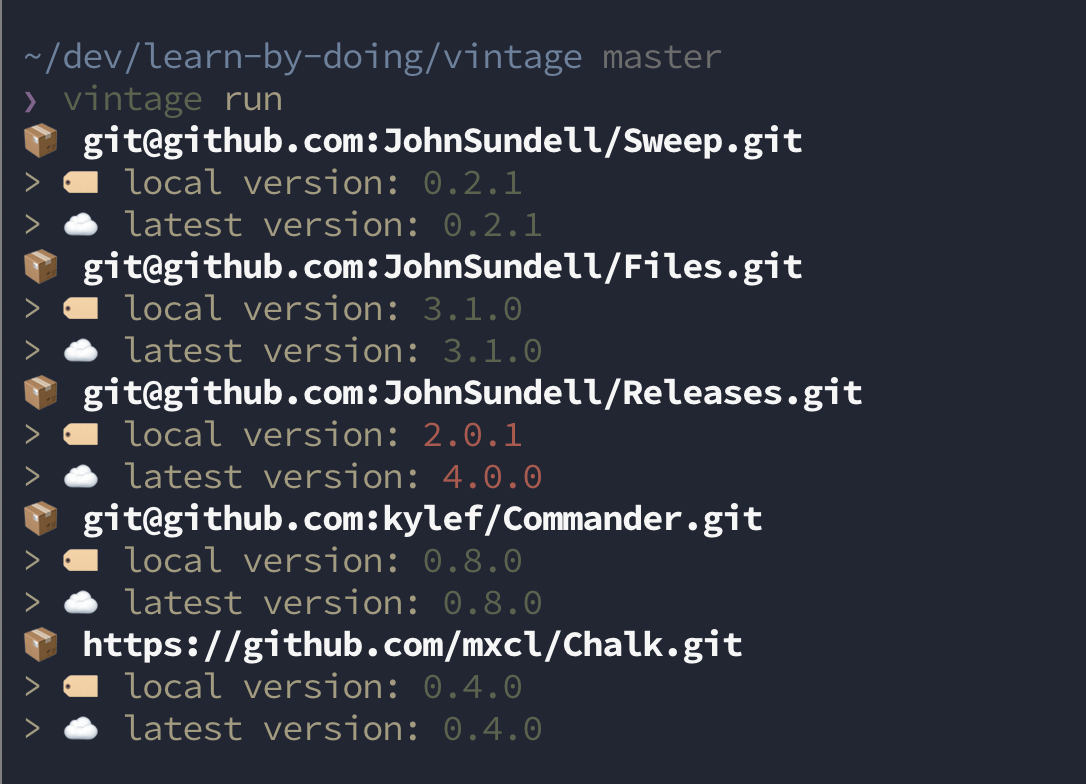 ~/dev/learn-by-doing/vintage master
❯ vintage run
📦 git@github.com:JohnSundell/Sweep.git
> 🏷️ local version: 0.2.1
> ☁️ latest version: 0.2.1
📦 git@github.com:JohnSundell/Files.git
> 🏷️ local version: 3.1.0
> ☁️ latest version: 3.1.0
📦 git@github.com:JohnSundell/Releases.git
> 🏷️ local version: 2.0.1
> ☁️ latest version: 4.0.0
📦 git@github.com:kylef/Commander.git
> 🏷️ local version: 0.8.0
> ☁️ latest version: 0.8.0
📦 https://github.com/mxcl/Chalk.git
> 🏷️ local version: 0.4.0
> ☁️ latest version: 0.4.0